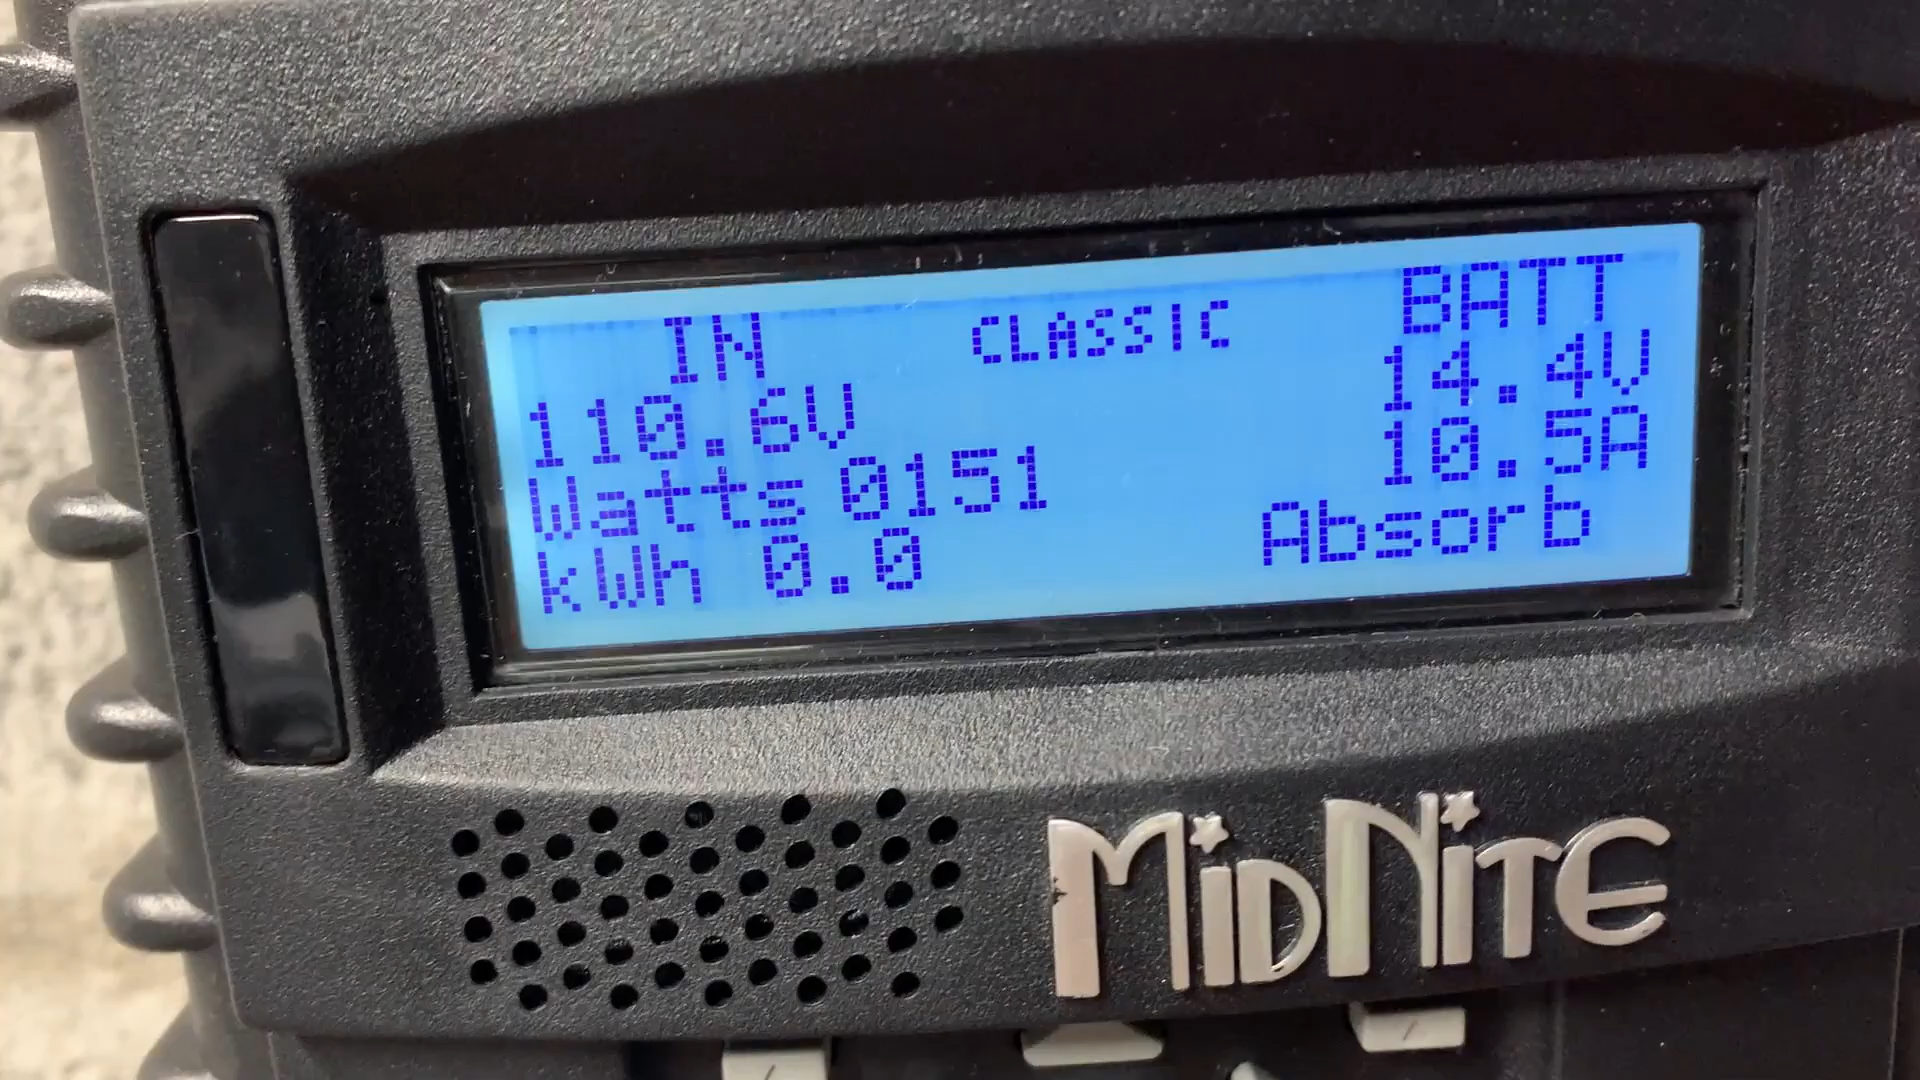 IN CLASSIC BATT
110.6V 14.4V
Watts 0151 10.5A
kWh 0.0 Absorb
MIDNITE